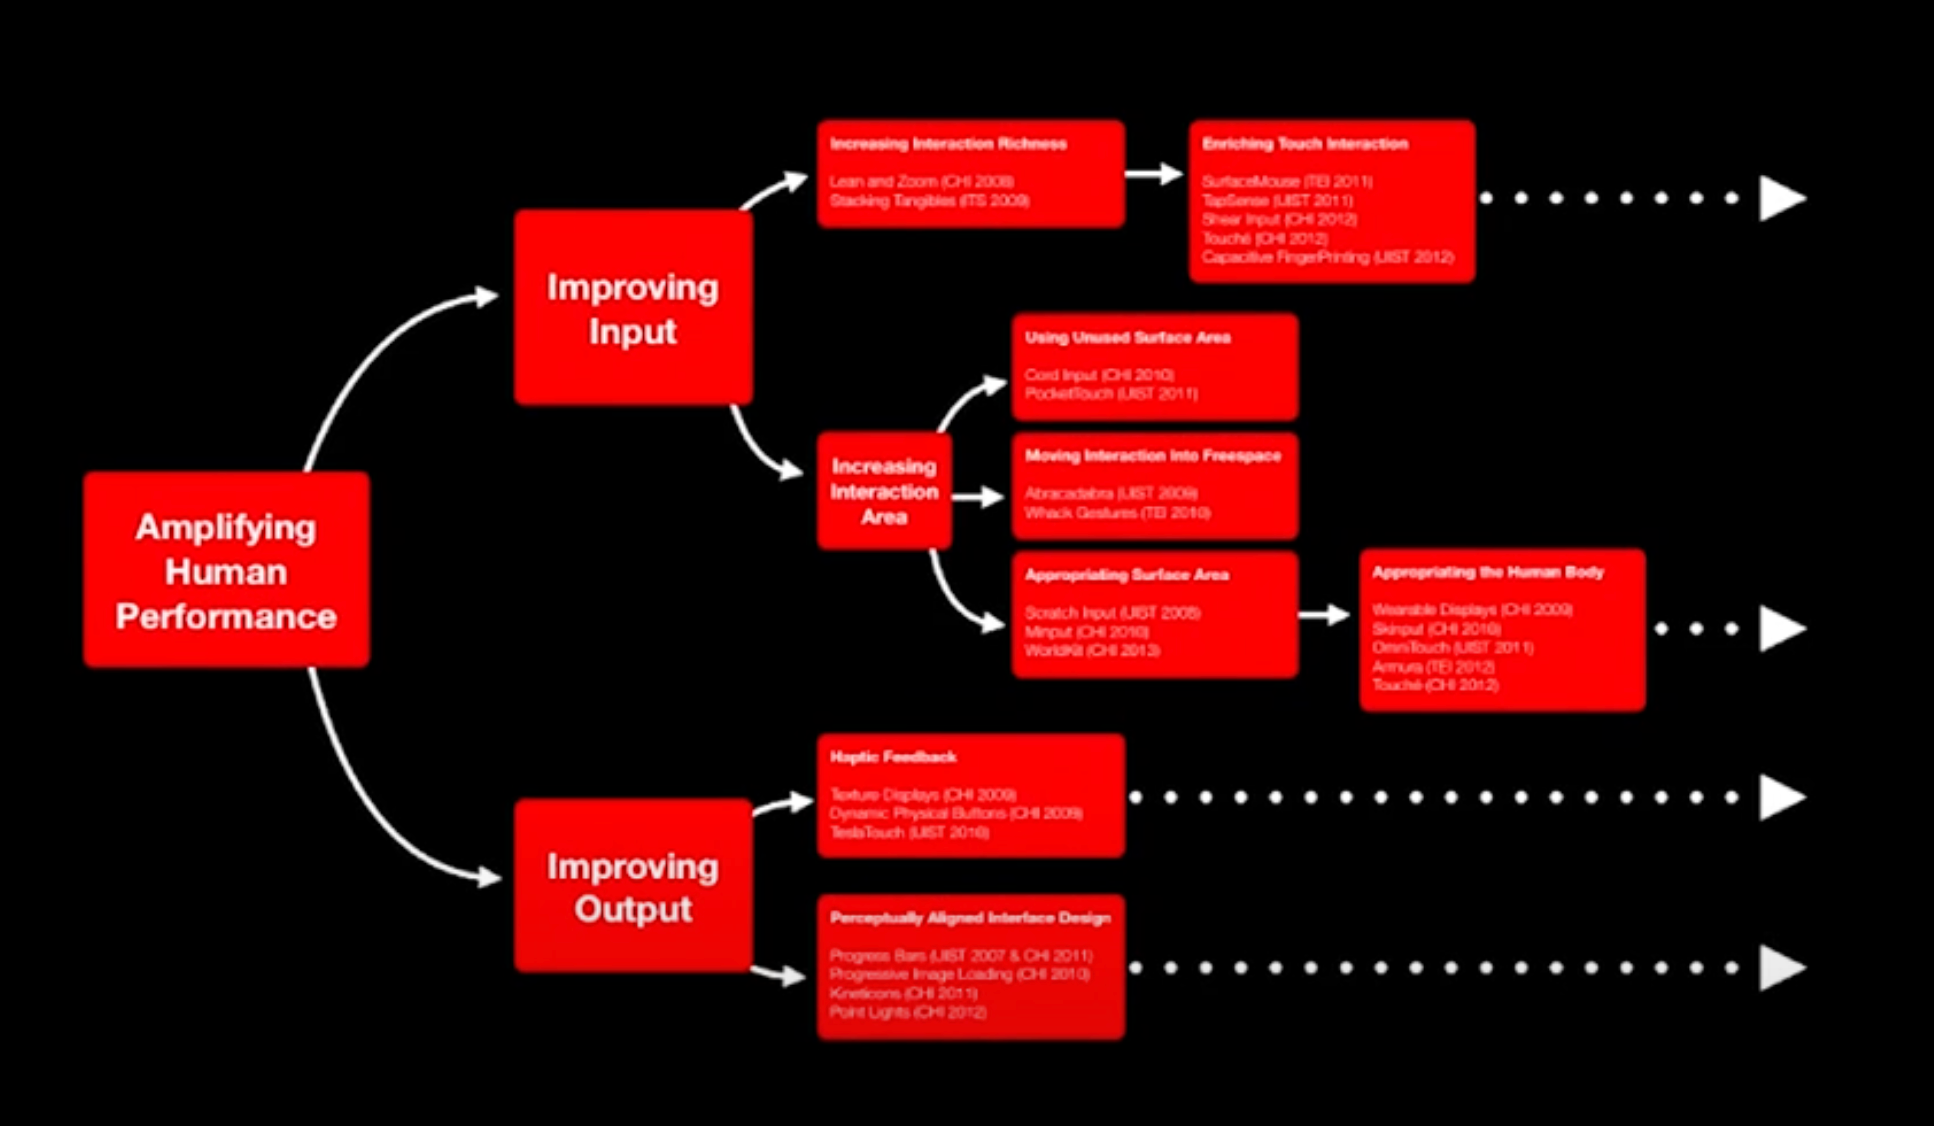 Amplifying
Human
Performance
Improving
Input
Increasing Interaction Richness
Lean and Zoom (CHI 2008)
Stacking Tangibles (ITS 2009)
Enriching Touch Interaction
SurfaceMouse (TEI 2011)
TapSense (UIST 2011)
Shear Input (CHI 2012)
Touché (CHI 2012)
Capacitive FingerPrinting (UIST 2012)
Increasing
Interaction
Area
Using Unused Surface Area
Cord Input (CHI 2010)
PocketTouch (UIST 2011)
Moving Interaction Into Freespace
Abracadabra (UIST 2009)
Whack Gestures (TEI 2010)
Appropriating Surface Area
Scratch Input (UIST 2008)
Minput (CHI 2010)
WorldKit (CHI 2013)
Appropriating the Human Body
Wearable Displays (CHI 2009)
Skinput (CHI 2010)
OmniTouch (UIST 2011)
Armura (TEI 2012)
Touché (CHI 2012)
Improving
Output
Haptic Feedback
Texture Displays (CHI 2009)
Dynamic Physical Buttons (CHI 2009)
TeslaTouch (UIST 2010)
Perceptually Aligned Interface Design
Progress Bars (UIST 2007 & CHI 2011)
Progressive Image Loading (CHI 2010)
Kineticons (CHI 2011)
Point Lights (CHI 2012)